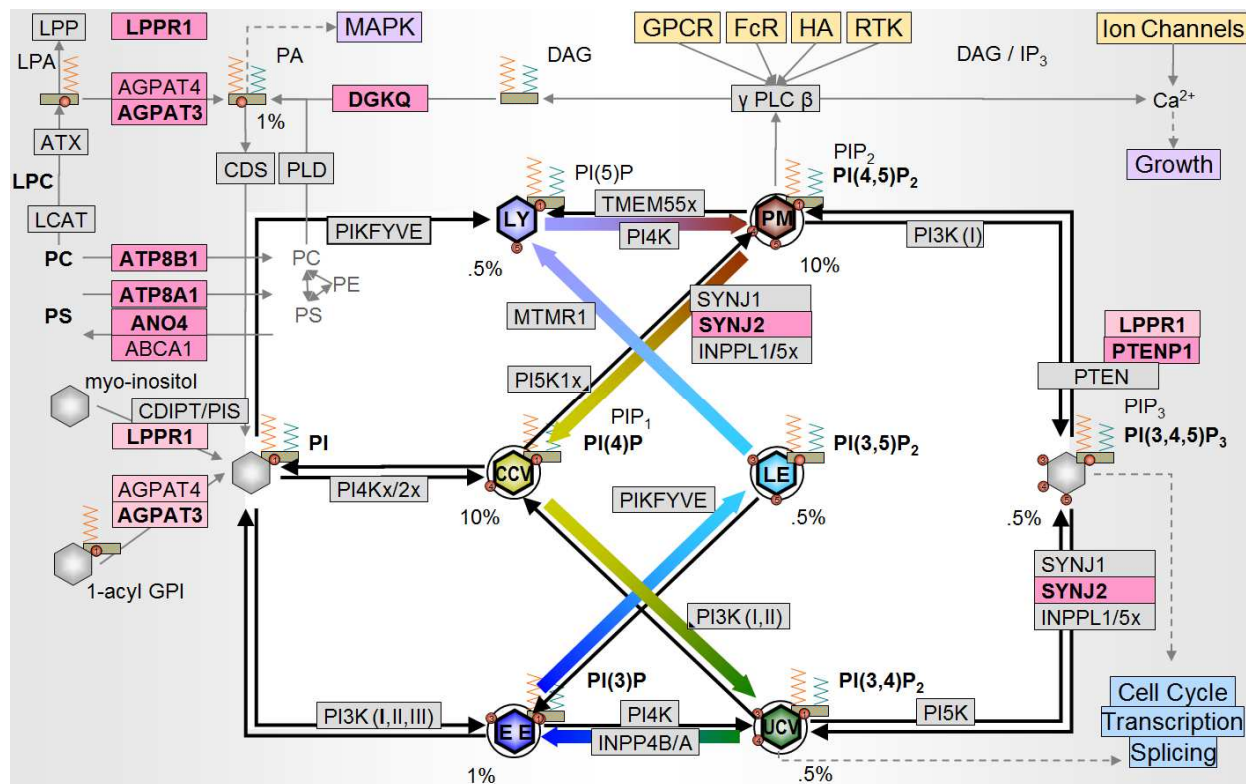 LPP
LPPR1
MAPK
GPCR
FcR
HA
RTK
Ion Channels
LPA
PA
DAG
DAG / IP3
AGPAT4
AGPAT3
1%
DGKQ
γ PLC β
Ca2+
ATX
CDS
PLD
PIP2
PI(4,5)P2
Growth
LPC
LCAT
PI(5)P
TMEM55x
LY
PM
PIKFYVE
PI4K
PI3K (I)
PC
ATP8B1
PC
.5%
10%
PE
ATP8A1
PS
PS
ANO4
ABCA1
MTMR1
SYNJ1
SYNJ2
INPPL1/5x
LPPR1
PTENP1
PTEN
myo-inositol
PI5K1x
CDIPT/PIS
LPPR1
PI
PIP1
PI(4)P
PI(3,5)P2
PIP3
PI(3,4,5)P3
CCV
LE
AGPAT4
AGPAT3
PI4Kx/2x
PIKFYVE
10%
.5%
.5%
1-acyl GPI
SYNJ1
SYNJ2
INPPL1/5x
PI3K (I,II)
PI(3)P
PI(3,4)P2
PI3K (I,II,III)
PI4K
PI5K
E E
UCV
INPP4B/A
1%
.5%
Cell Cycle
Transcription
Splicing